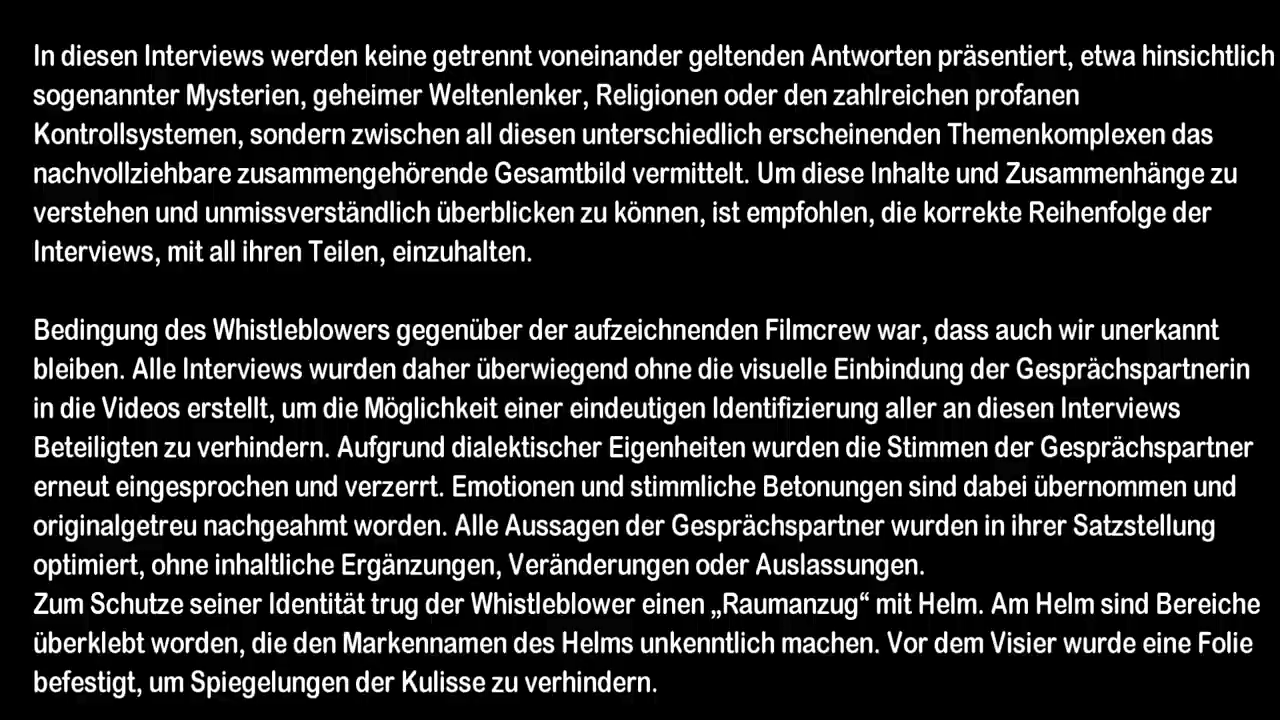 In diesen Interviews werden keine getrennt voneinander geltenden Antworten präsentiert, etwa hinsichtlich
sogenannter Mysterien, geheimer Weltenlenker, Religionen oder den zahlreichen profanen
Kontrollsystemen, sondern zwischen all diesen unterschiedlich erscheinenden Themenkomplexen das
nachvollziehbare zusammengehörende Gesamtbild vermittelt. Um diese Inhalte und Zusammenhänge zu
verstehen und unmissverständlich überblicken zu können, ist empfohlen, die korrekte Reihenfolge der
Interviews, mit all ihren Teilen, einzuhalten.

Bedingung des Whistleblowers gegenüber der aufzeichnenden Filmcrew war, dass auch wir unerkannt
bleiben. Alle Interviews wurden daher überwiegend ohne die visuelle Einbindung der Gesprächspartnerin
in die Videos erstellt, um die Möglichkeit einer eindeutigen Identifizierung aller an diesen Interviews
Beteiligten zu verhindern. Aufgrund dialektischer Eigenheiten wurden die Stimmen der Gesprächspartner
erneut eingesprochen und verzerrt. Emotionen und stimmliche Betonungen sind dabei übernommen und
originalgetreu nachgeahmt worden. Alle Aussagen der Gesprächspartner wurden in ihrer Satzstellung
optimiert, ohne inhaltliche Ergänzungen, Veränderungen oder Auslassungen.
Zum Schutze seiner Identität trug der Whistleblower einen „Raumanzug“ mit Helm. Am Helm sind Bereiche
überklebt worden, die den Markennamen des Helms unkenntlich machen. Vor dem Visier wurde eine Folie
befestigt, um Spiegelungen der Kulisse zu verhindern.